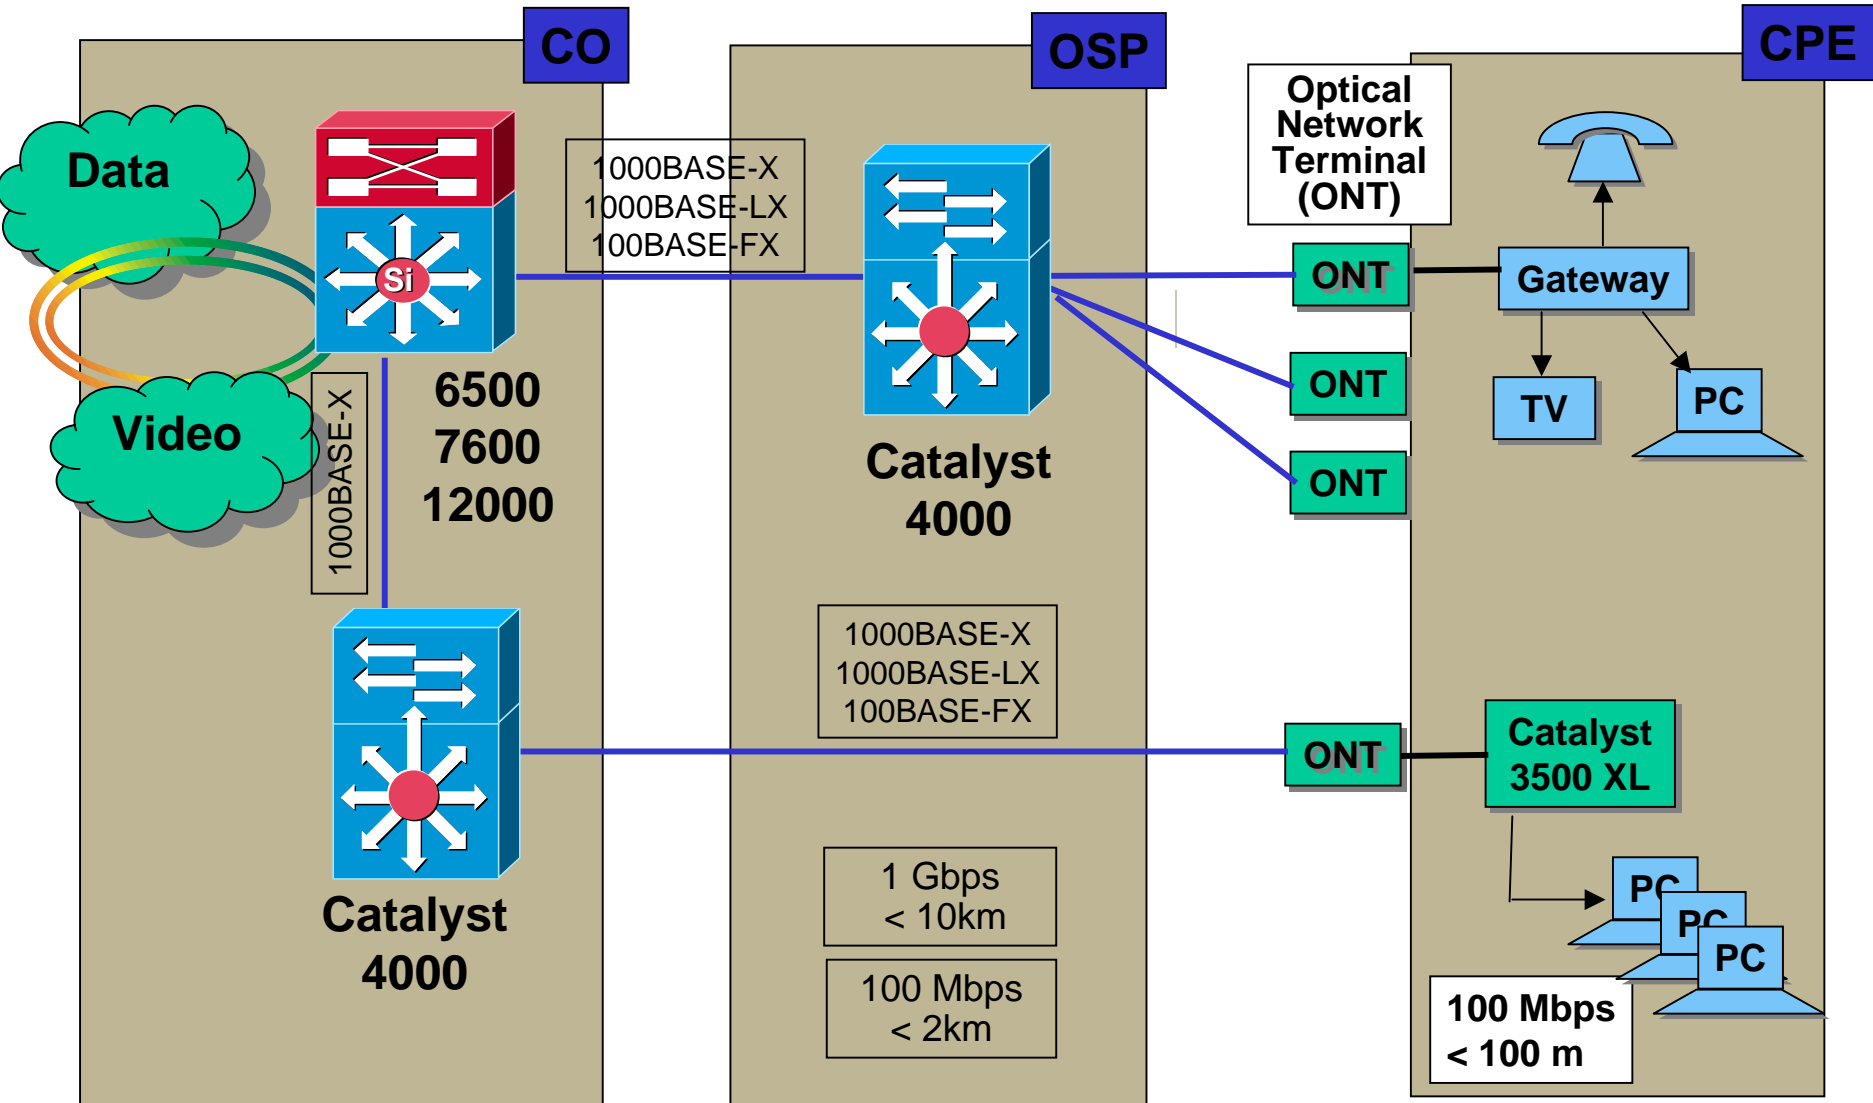 CO
OSP
CPE
Data
Video
Si
6500
7600
12000
1000BASE-X
1000BASE-X
1000BASE-LX
100BASE-FX
Catalyst
4000
Optical
Network
Terminal
(ONT)
ONT
ONT
ONT
Gateway
TV
PC
Catalyst
4000
1000BASE-X
1000BASE-LX
100BASE-FX
ONT
Catalyst
3500 XL
1 Gbps
< 10km
100 Mbps
< 2km
PC
PC
PC
100 Mbps
< 100 m